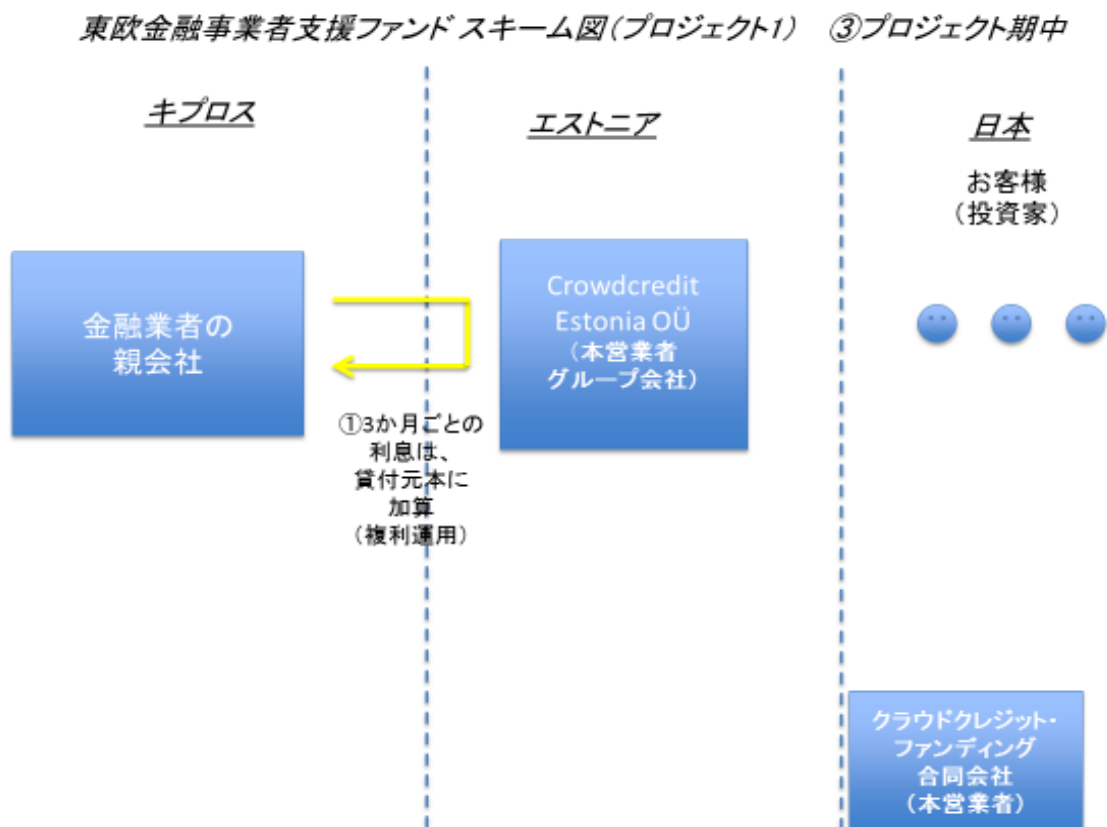 東欧金融事業者支援ファンド スキーム図(プロジェクト1) ③プロジェクト期中
キプロス
エストニア
日本
お客様
（投資家）
金融業者の
親会社
Crowdcredit
Estonia OÜ
（本営業者
グループ会社）
①3か月ごとの
利息は、
貸付元本に
加算
（複利運用）
クラウドクレジット・
ファンディング
合同会社
（本営業者）